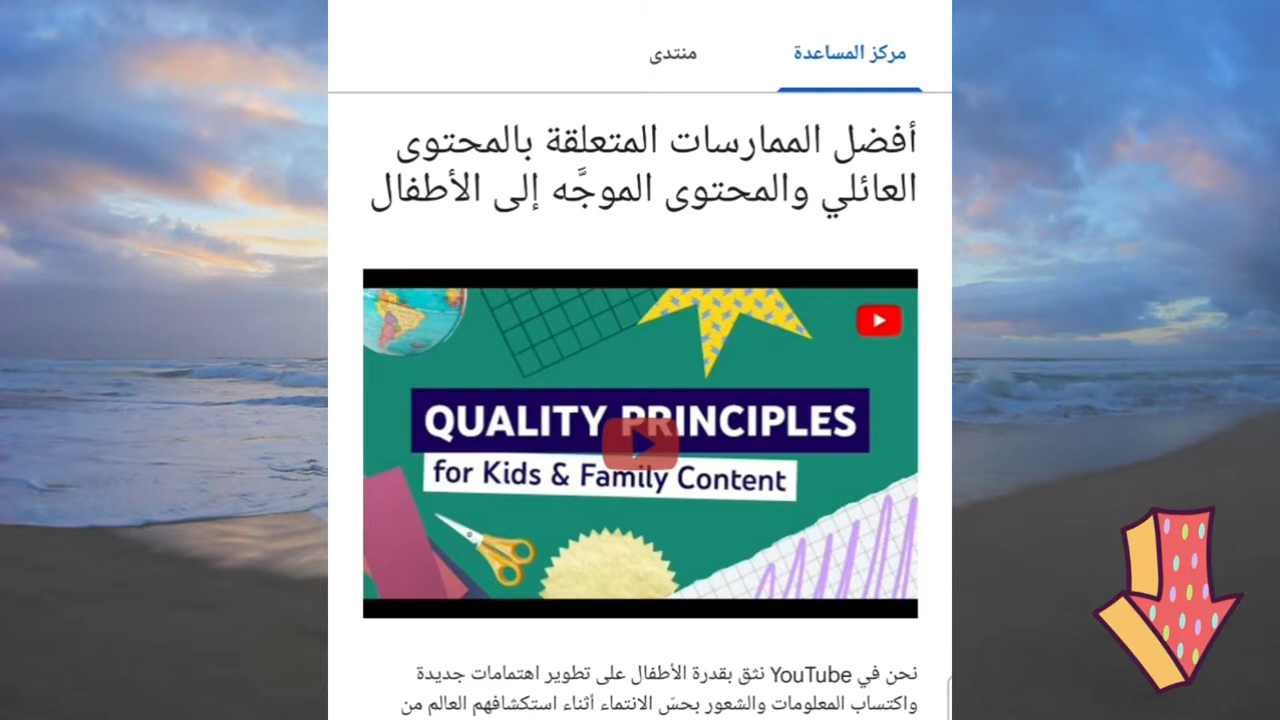 مركز المساعدة
منتدى
أفضل الممارسات المتعلقة بالمحتوى
العائلي والمحتوى الموجَّه إلى الأطفال
QUALITY PRINCIPLES
for Kids & Family Content
نحن في YouTube نثق بقدرة الأطفال على تطوير اهتمامات جديدة
واكتساب المعلومات والشعور بحسّ الانتماء أثناء استكشافهم العالم من